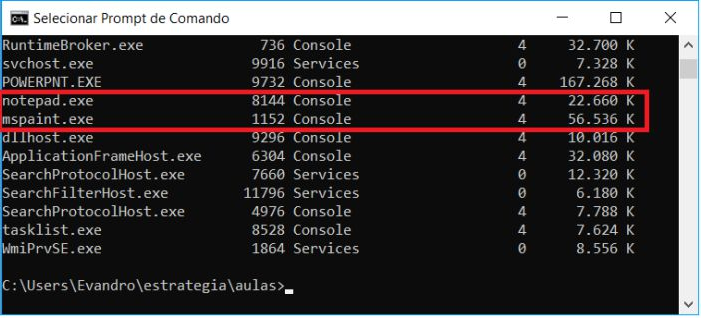 Selecionar Prompt de Comando
RuntimeBroker.exe 736 Console 4 32.700 K
svchost.exe 9916 Services 0 7.328 K
POWERPNT.EXE 9732 Console 4 167.268 K
notepad.exe 8144 Console 4 22.660 K
mspaint.exe 1152 Console 4 56.536 K
dllhost.exe 9296 Console 4 10.016 K
ApplicationFrameHost.exe 6304 Console 4 32.080 K
SearchProtocolHost.exe 7660 Services 0 12.320 K
SearchFilterHost.exe 11796 Services 0 6.180 K
SearchProtocolHost.exe 4976 Console 4 7.788 K
tasklist.exe 8528 Console 4 7.624 K
WmiPrvSE.exe 1864 Services 0 8.556 K
C:\Users\Evandro\estrategia\aulas>